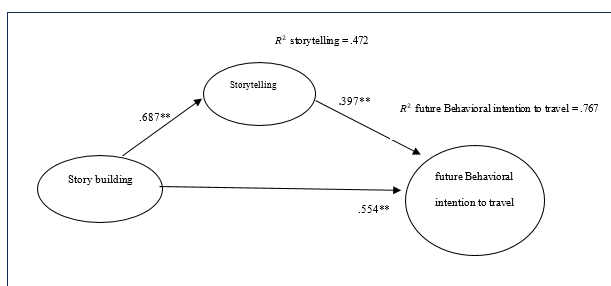 R² storytelling = .472
Storytelling
.397**
R² future Behavioral intention to travel = .767
.687**
Story building
future Behavioral
intention to travel
.554**